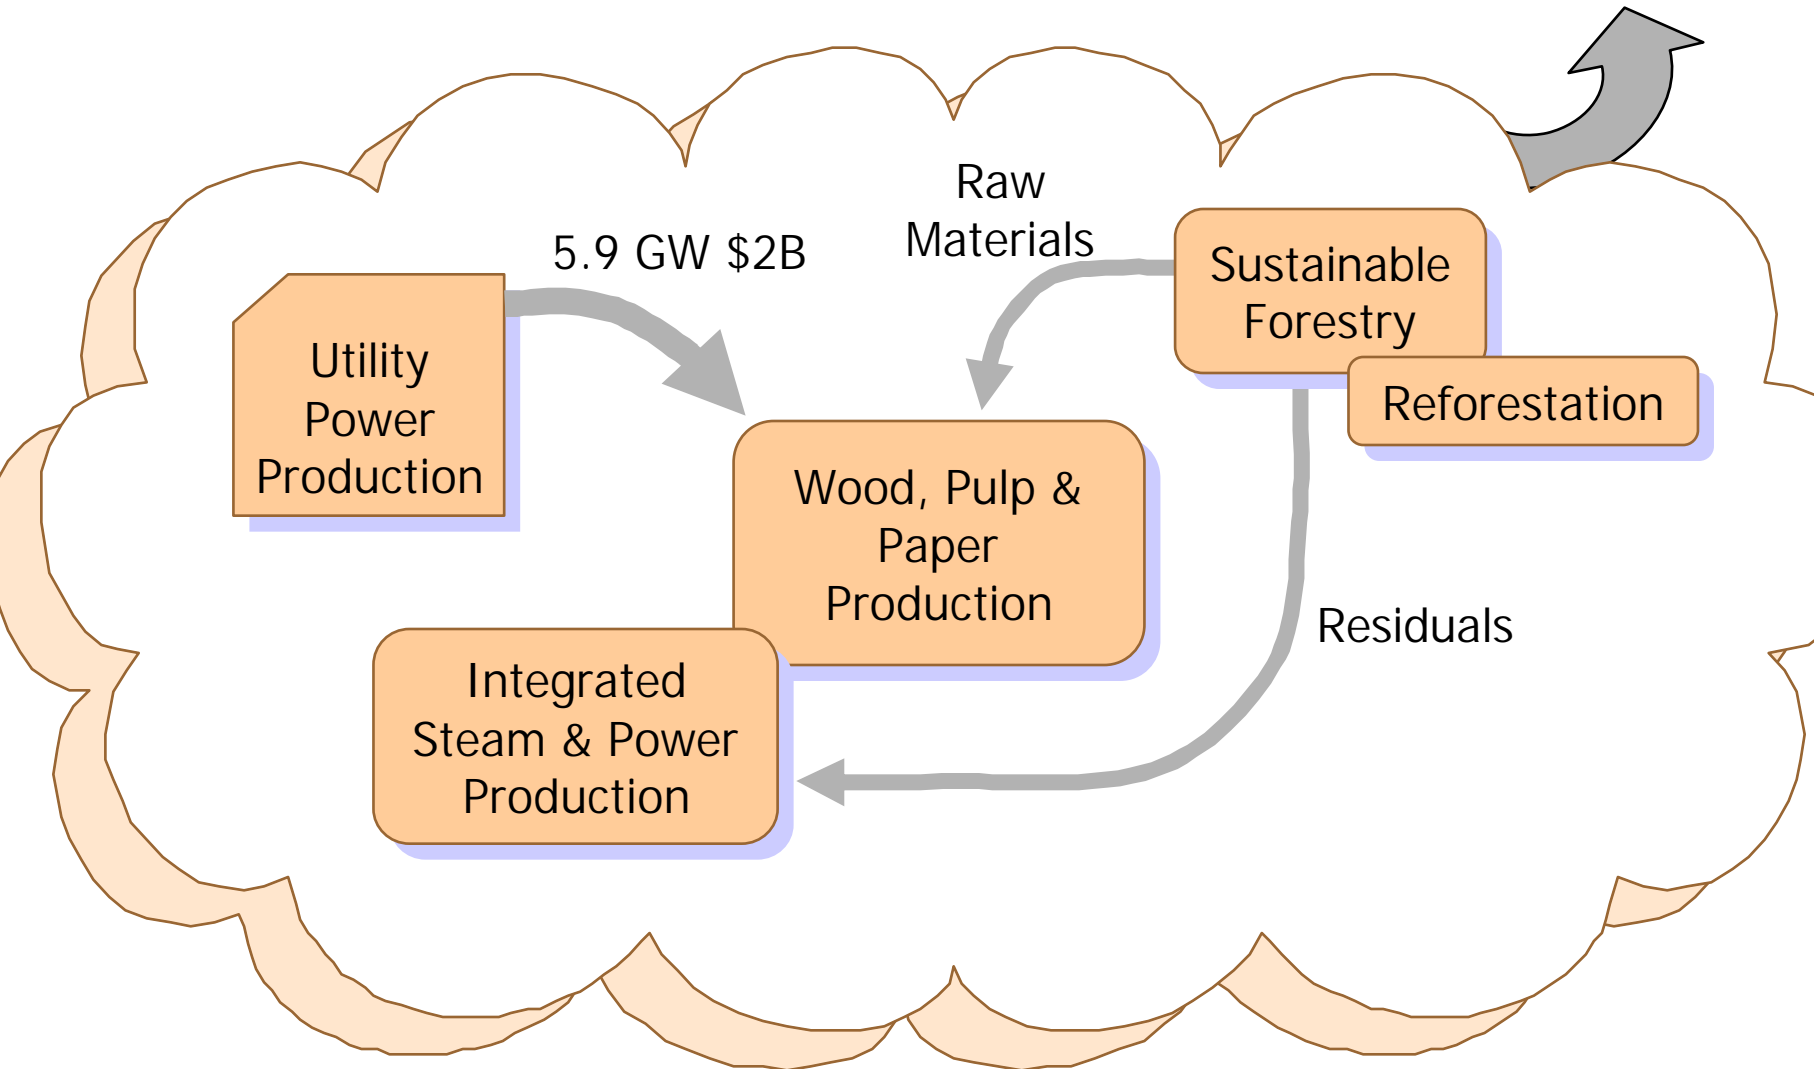 Raw
Materials
5.9 GW $2B
Sustainable
Forestry
Utility
Power
Production
Reforestation
Wood, Pulp &
Paper
Production
Residuals
Integrated
Steam & Power
Production